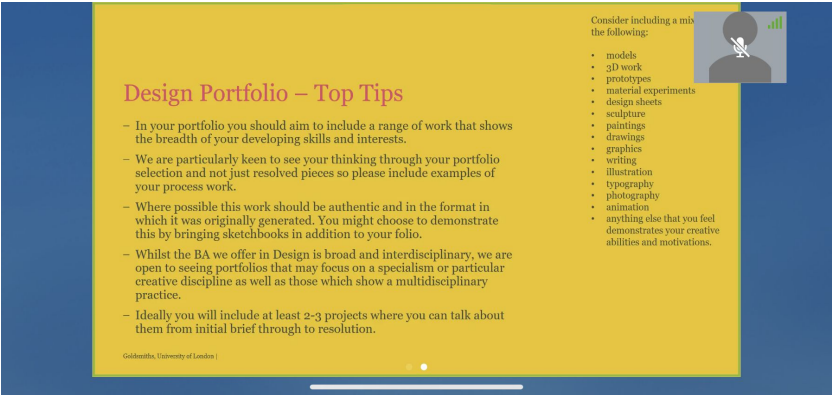 Design Portfolio – Top Tips
– In your portfolio you should aim to include a range of work that shows
the breadth of your developing skills and interests.
– We are particularly keen to see your thinking through your portfolio
selection and not just resolved pieces so please include examples of
your process work.
– Where possible this work should be authentic and in the format in
which it was originally generated. You might choose to demonstrate
this by bringing sketchbooks in addition to your folio.
– Whilst the BA we offer in Design is broad and interdisciplinary, we are
open to seeing portfolios that may focus on a specialism or particular
creative discipline as well as those which show a multidisciplinary
practice.
– Ideally you will include at least 2-3 projects where you can talk about
them from initial brief through to resolution.
Goldsmiths, University of London |
Consider including a mix
the following:
• models
• 3D work
• prototypes
• material experiments
• design sheets
• sculpture
• paintings
• drawings
• graphics
• writing
• illustration
• typography
• photography
• animation
• anything else that you feel
demonstrates your creative
abilities and motivations.